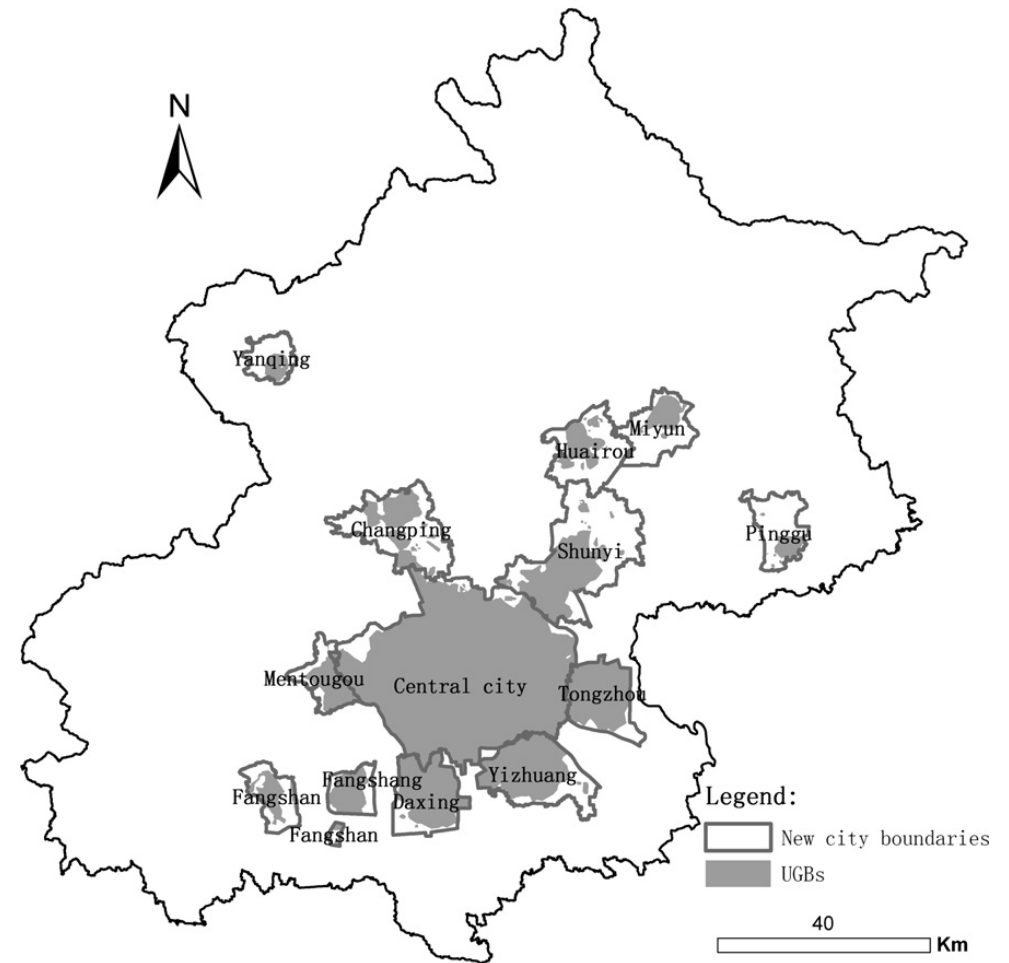 N
Yanqing
Miyun
Huairou
Changping
Pinggu
Shunyi
Mentougou
Central city
Tongzhou
Yizhuang
Fangshang
Fangshan
Daxing
Fangshan
Legend:
New city boundaries
UGBs
40
Km